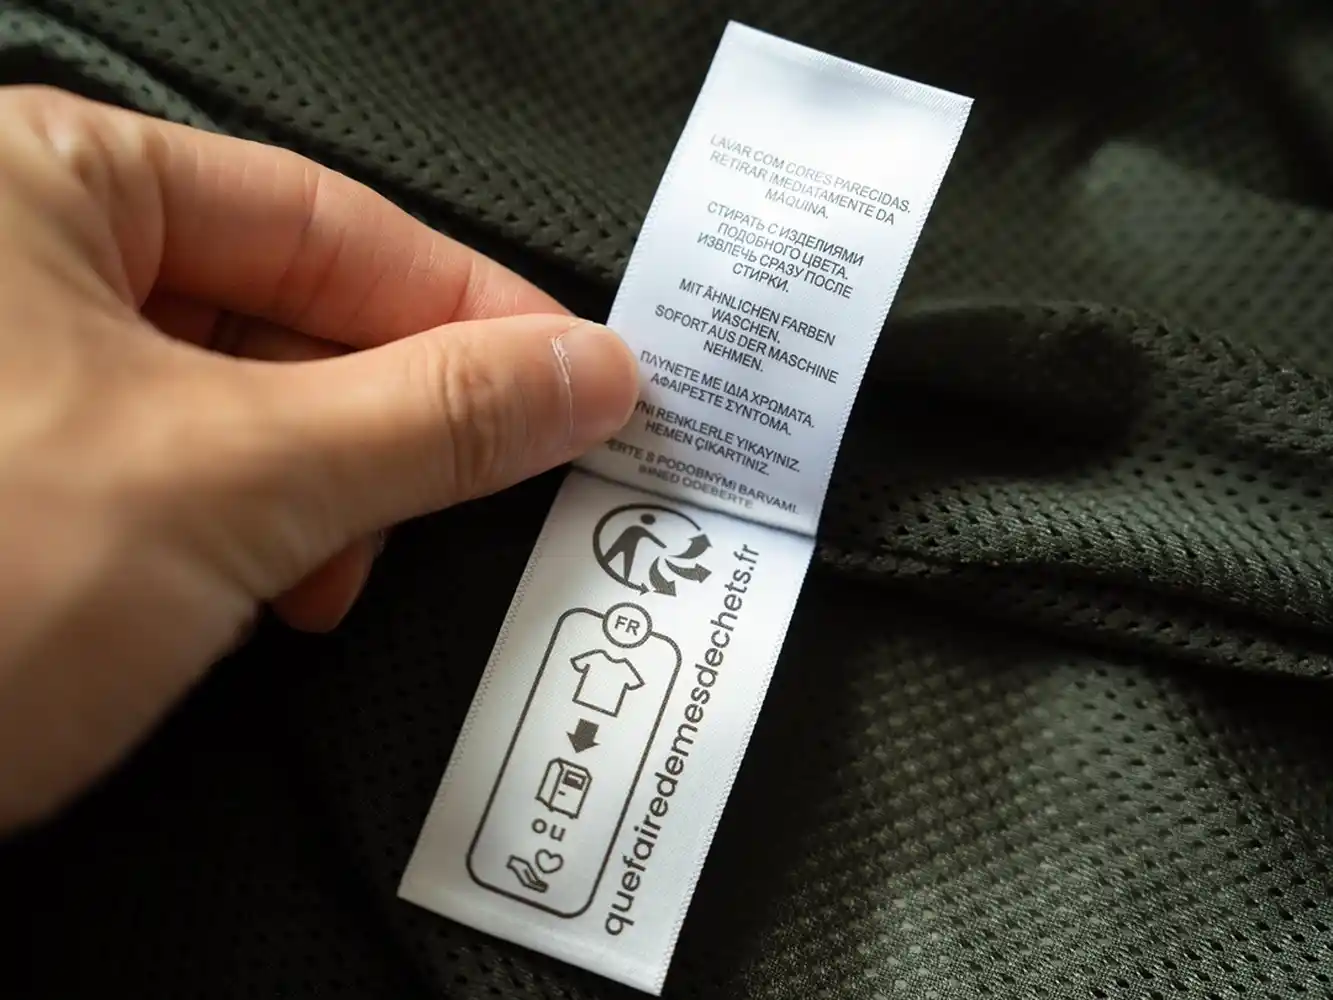 LAVAR COM CORES PARECIDAS.
RETIRAR IMEDIATAMENTE DA
MÁQUINA.
СТИРАТЬ С ИЗДЕЛИЯМИ
ПОДОБНОГО ЦВЕТА.
ИЗВЛЕЧЬ СРАЗУ ПОСЛЕ
СТИРКИ.
MIT ÄHNLICHEN FARBEN
WASCHEN.
SOFORT AUS DER MASCHINE
NEHMEN.
ΠΛΥΝΕΤΕ ΜΕ ΙΔΙΑ ΧΡΩΜΑΤΑ.
ΑΦΑΙΡΕΣΤΕ ΣΥΝΤΟΜΑ.
RENKLERLE YIKAYINIZ.
HEMEN ÇIKARTINIZ.
S PODOBNÝMI BARVAMI.
IHNED ODEBERTE
FR
quefairedemesdechets.fr